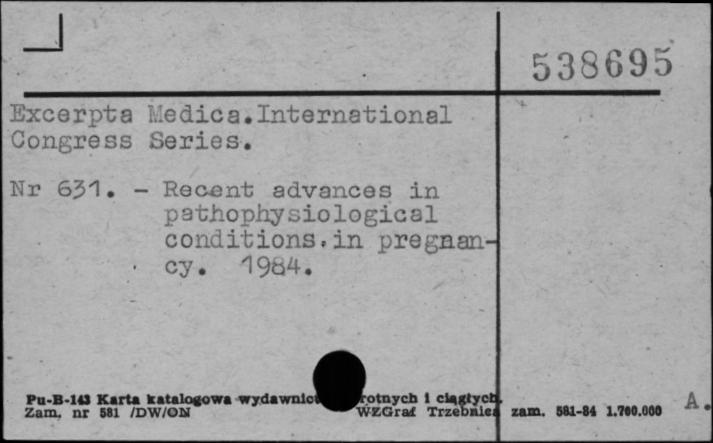 538695
Excerpta Medica.International
Congress Series.
Nr 631. - Recent advances in
pathophysiological
conditions.in pregnan-
cy. 1984.
Pu-B-143 Karta katalogowa wydawnict rotnych i ciągłych.
Zam. nr 581 /DW/ON WZGraf Trzebnica zam. 581-84 1.700.000 A.